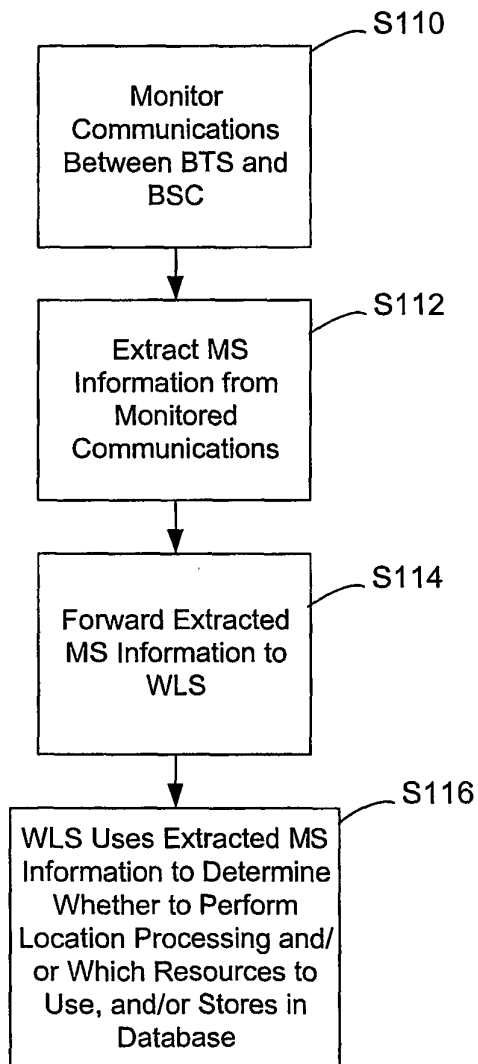 S110
Monitor
Communications
Between BTS and
BSC
S112
Extract MS
Information from
Monitored
Communications
S114
Forward Extracted
MS Information to
WLS
S116
WLS Uses Extracted MS
Information to Determine
Whether to Perform
Location Processing and/
or Which Resources to
Use, and/or Stores in
Database